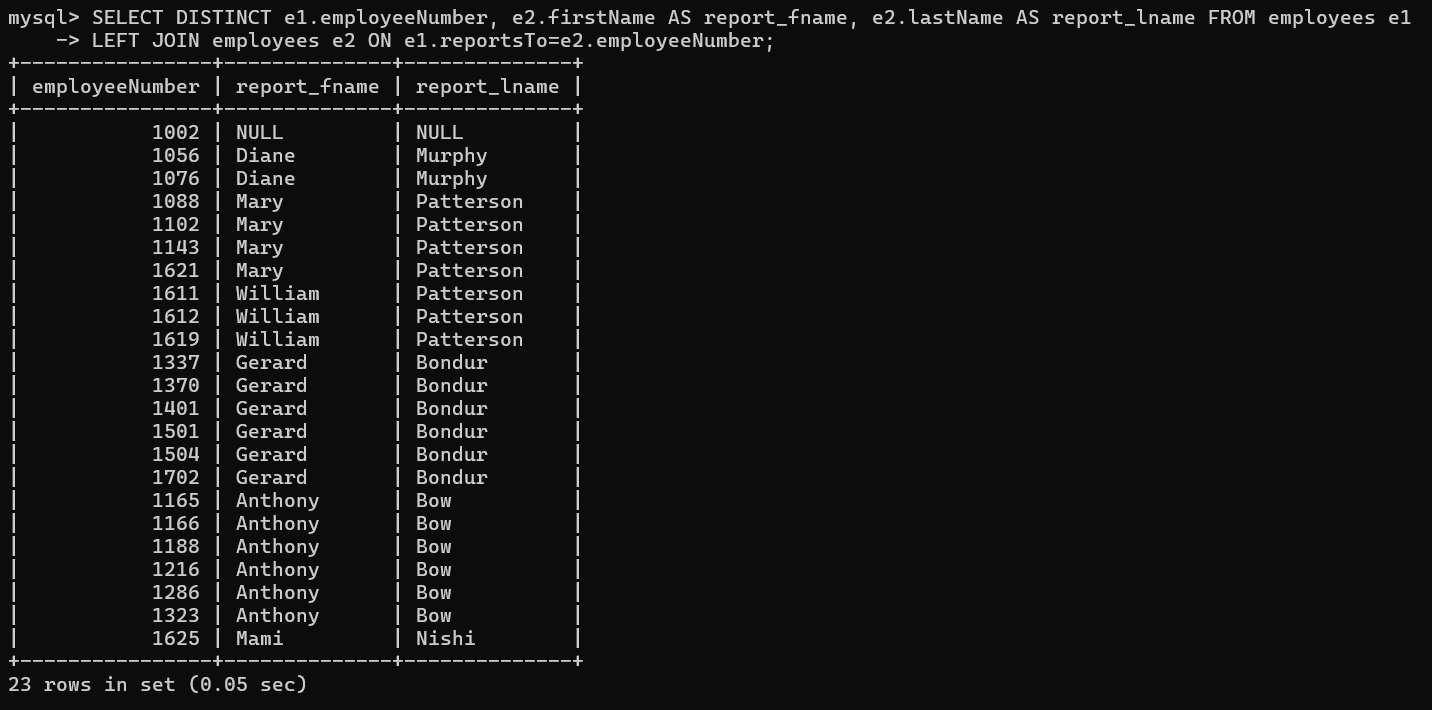 mysql> SELECT DISTINCT e1.employeeNumber, e2.firstName AS report_fname, e2.lastName AS report_lname FROM employees e1
    -> LEFT JOIN employees e2 ON e1.reportsTo=e2.employeeNumber;
+----------------+--------------+--------------+
| employeeNumber | report_fname | report_lname |
+----------------+--------------+--------------+
|           1002 | NULL         | NULL         |
|           1056 | Diane        | Murphy       |
|           1076 | Diane        | Murphy       |
|           1088 | Mary         | Patterson    |
|           1102 | Mary         | Patterson    |
|           1143 | Mary         | Patterson    |
|           1621 | Mary         | Patterson    |
|           1611 | William      | Patterson    |
|           1612 | William      | Patterson    |
|           1619 | William      | Patterson    |
|           1337 | Gerard       | Bondur       |
|           1370 | Gerard       | Bondur       |
|           1401 | Gerard       | Bondur       |
|           1501 | Gerard       | Bondur       |
|           1504 | Gerard       | Bondur       |
|           1702 | Gerard       | Bondur       |
|           1165 | Anthony      | Bow          |
|           1166 | Anthony      | Bow          |
|           1188 | Anthony      | Bow          |
|           1216 | Anthony      | Bow          |
|           1286 | Anthony      | Bow          |
|           1323 | Anthony      | Bow          |
|           1625 | Mami         | Nishi        |
+----------------+--------------+--------------+
23 rows in set (0.05 sec)